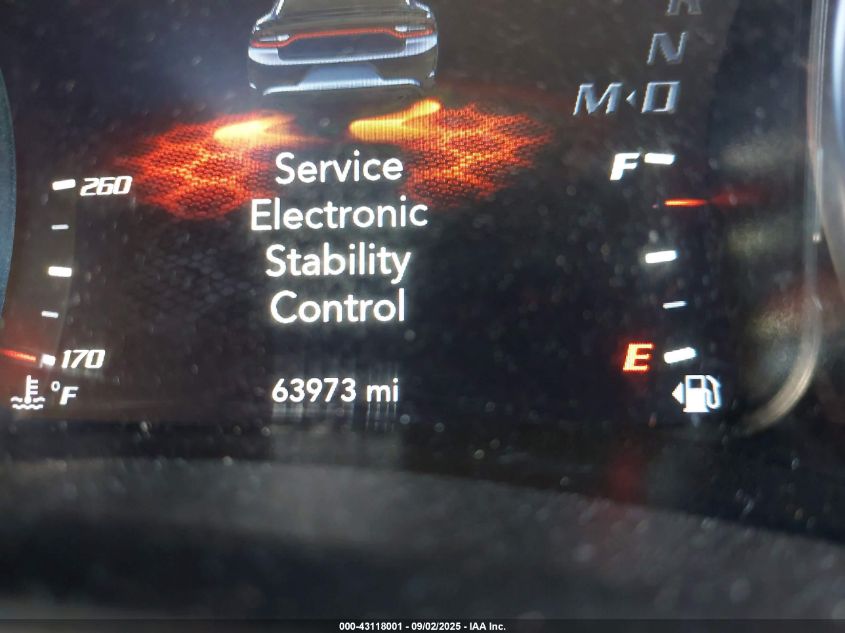 R
N
M◂D
F
260
Service
Electronic
Stability
Control
E
170
°F
63973 mi
000-43118001 - 09/02/2025 - IAA Inc.